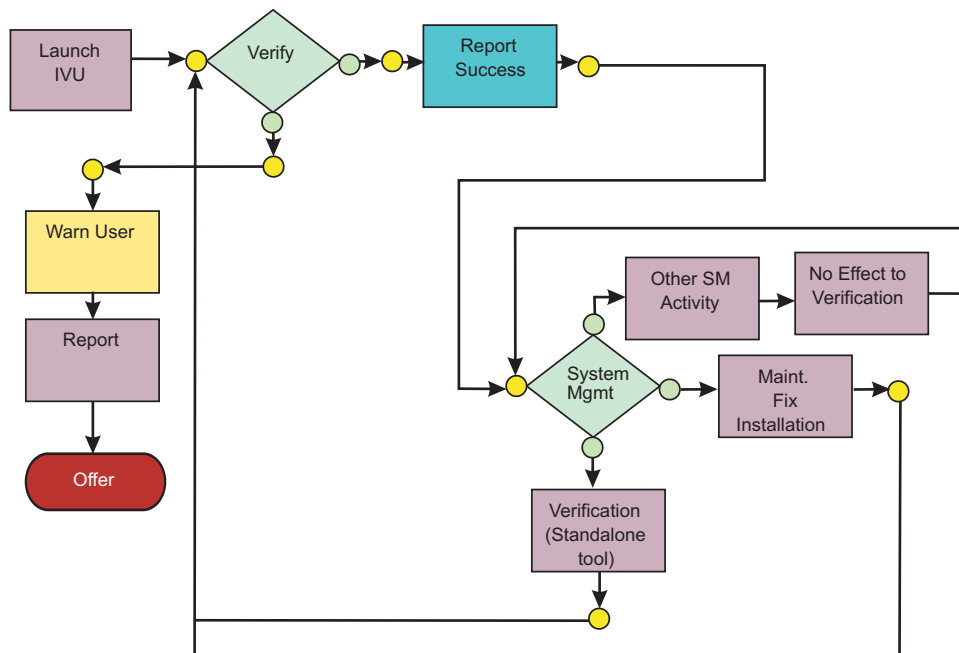 Launch
IVU
Verify
Report
Success
Warn User
Report
Offer
Other SM
Activity
No Effect to
Verification
System
Mgmt
Maint.
Fix
Installation
Verification
(Standalone
tool)